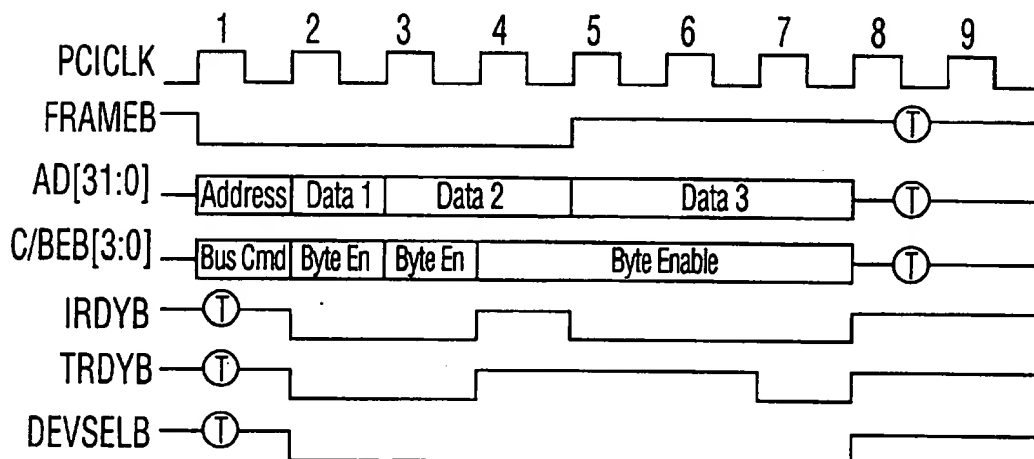 1 2 3 4 5 6 7 8 9
PCICLK
FRAMEB T
AD[31:0] Address Data 1 Data 2 Data 3 T
C/BEB[3:0] Bus Cmd Byte En Byte En Byte Enable T
IRDYB T
TRDYB T
DEVSELB T